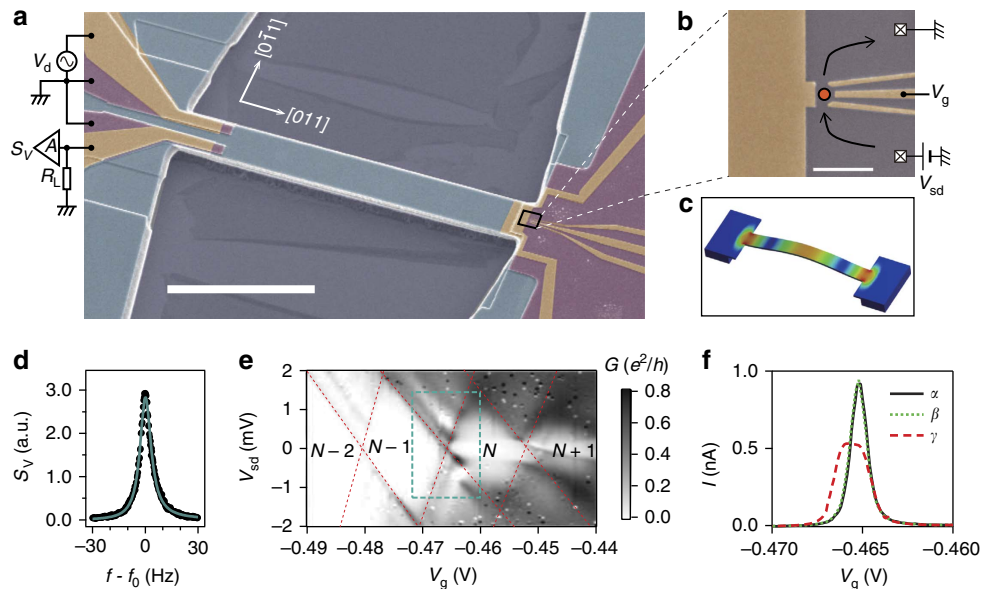 a
V_d
S_V
A
R_L
[01̄1]
[011]
b
V_g
V_sd
c
d
S_V (a.u.)
3.0
2.0
1.0
0.0
−30
0
30
f - f_0 (Hz)
e
V_sd (mV)
2
1
0
−1
−2
N − 2
N − 1
N
N + 1
−0.49
−0.48
−0.47
−0.46
−0.45
−0.44
V_g (V)
G (e²/h)
0.8
0.6
0.4
0.2
0.0
f
I (nA)
1.0
0.5
0.0
α
β
γ
−0.470
−0.465
−0.460
V_g (V)